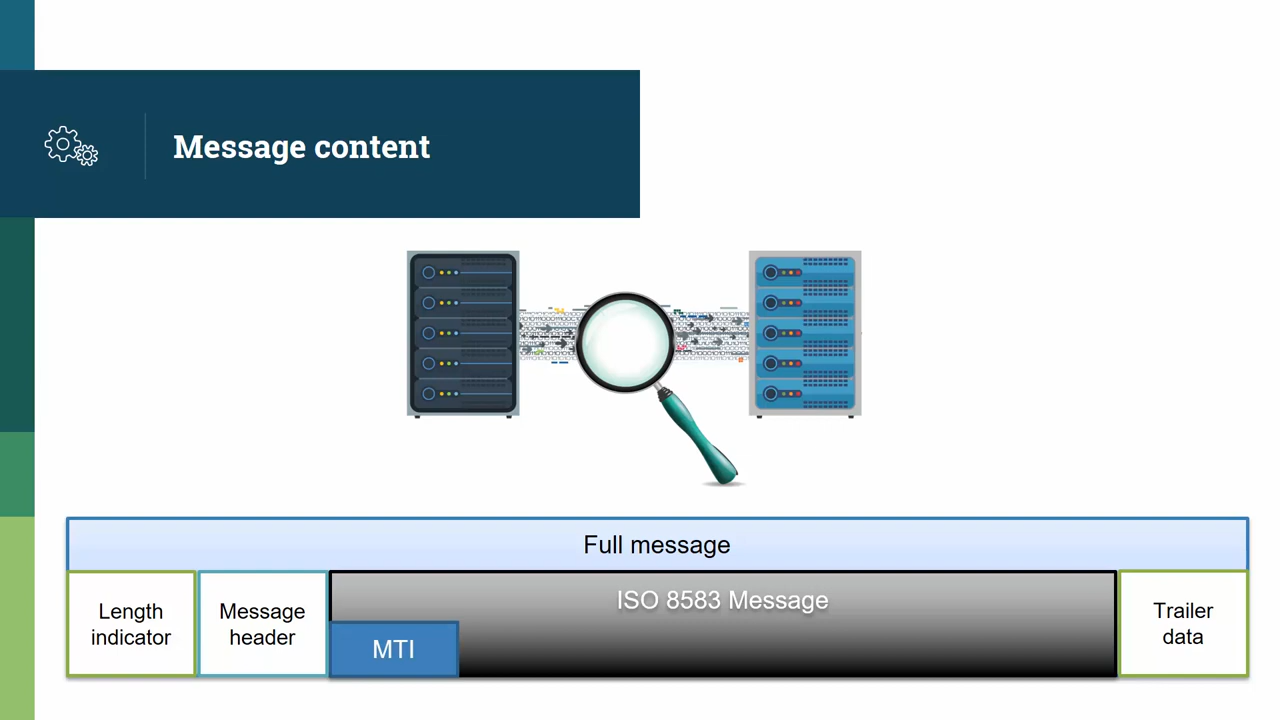 Message content
Full message
Length
indicator
Message
header
ISO 8583 Message
MTI
Trailer
data